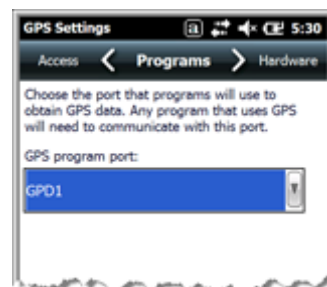 GPS Settings 5:30
Access Programs Hardware
Choose the port that programs will use to
obtain GPS data. Any program that uses GPS
will need to communicate with this port.
GPS program port:
GPD1